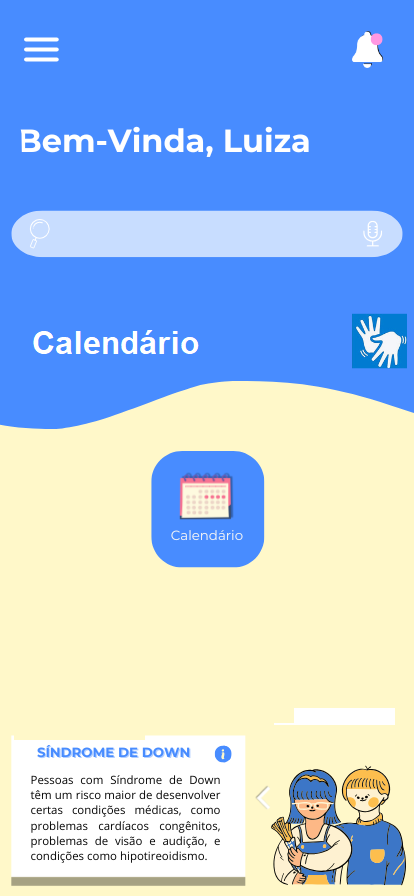 Bem-Vinda, Luiza
Calendário
Calendário
SÍNDROME DE DOWN
Pessoas com Síndrome de Down
têm um risco maior de desenvolver
certas condições médicas, como
problemas cardíacos congênitos,
problemas de visão e audição, e
condições como hipotireoidismo.